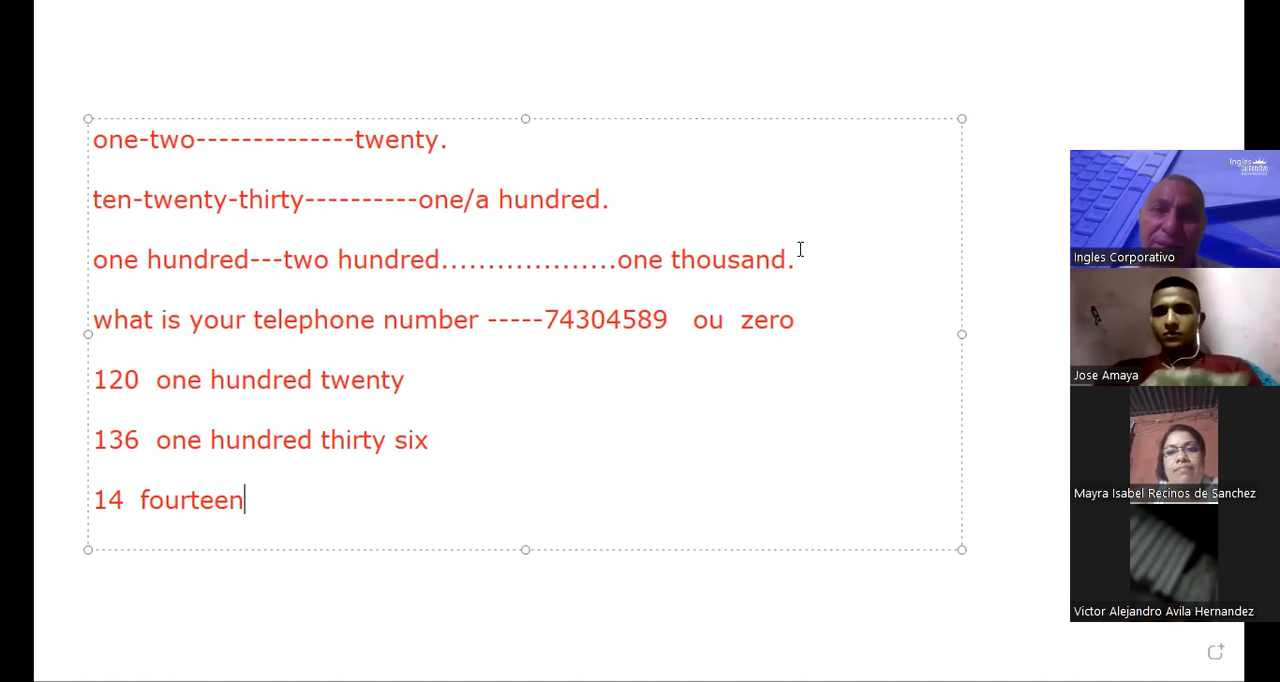 one-two--------------twenty.
ten-twenty-thirty----------one/a hundred.
one hundred---two hundred...................one thousand.
what is your telephone number -----74304589 ou zero
120 one hundred twenty
136 one hundred thirty six
14 fourteen
Ingles
Ingles Corporativo
Jose Amaya
Mayra Isabel Recinos de Sanchez
Victor Alejandro Avila Hernandez